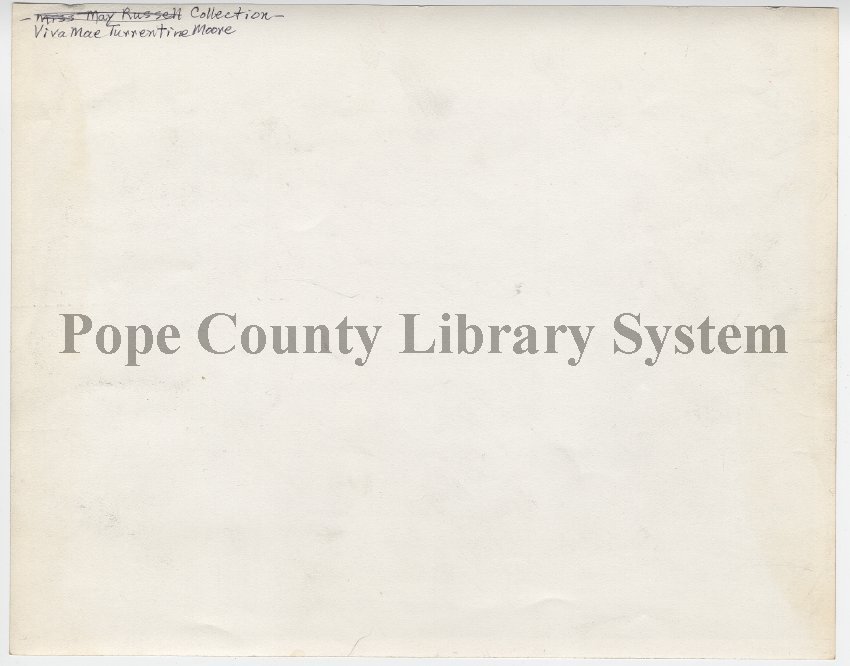 - Miss May Russell Collection -
Viva Mae Turrentine Moore
Pope County Library System